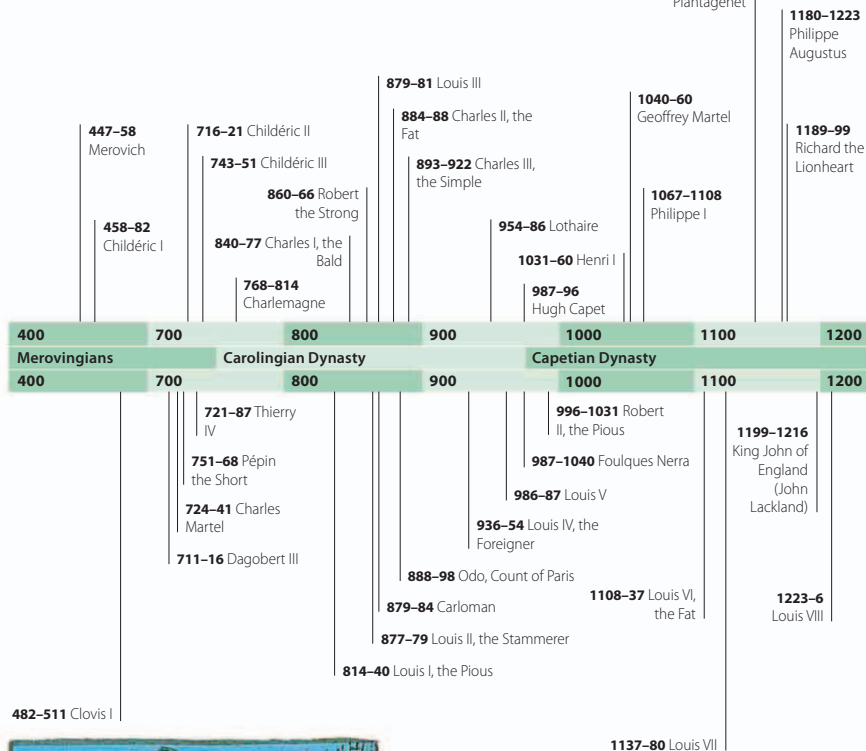 Plantagenet
1180–1223
Philippe
Augustus
879–81 Louis III
884–88 Charles II, the
Fat
1040–60
Geoffrey Martel
447–58
Merovich
716–21 Childéric II
1189–99
Richard the
Lionheart
743–51 Childéric III
893–922 Charles III,
the Simple
860–66 Robert
the Strong
1067–1108
Philippe I
458–82
Childéric I
954–86 Lothaire
840–77 Charles I, the
Bald
1031–60 Henri I
768–814
Charlemagne
987–96
Hugh Capet
400 700 800 900 1000 1100 1200
Merovingians Carolingian Dynasty Capetian Dynasty
400 700 800 900 1000 1100 1200
721–87 Thierry
IV
996–1031 Robert
II, the Pious
1199–1216
King John of
England
(John
Lackland)
751–68 Pépin
the Short
987–1040 Foulques Nerra
986–87 Louis V
724–41 Charles
Martel
936–54 Louis IV, the
Foreigner
711–16 Dagobert III
888–98 Odo, Count of Paris
1108–37 Louis VI,
the Fat
1223–6
Louis VIII
879–84 Carloman
877–79 Louis II, the Stammerer
814–40 Louis I, the Pious
482–511 Clovis I
1137–80 Louis VII